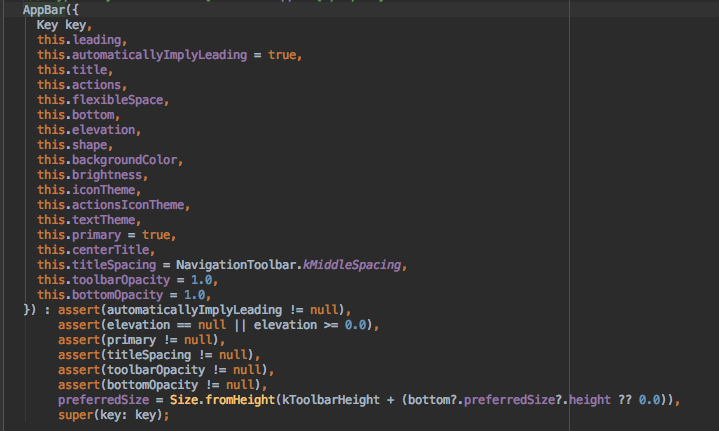 AppBar({
  Key key,
  this.leading,
  this.automaticallyImplyLeading = true,
  this.title,
  this.actions,
  this.flexibleSpace,
  this.bottom,
  this.elevation,
  this.shape,
  this.backgroundColor,
  this.brightness,
  this.iconTheme,
  this.actionsIconTheme,
  this.textTheme,
  this.primary = true,
  this.centerTitle,
  this.titleSpacing = NavigationToolbar.kMiddleSpacing,
  this.toolbarOpacity = 1.0,
  this.bottomOpacity = 1.0,
}) : assert(automaticallyImplyLeading != null),
     assert(elevation == null || elevation >= 0.0),
     assert(primary != null),
     assert(titleSpacing != null),
     assert(toolbarOpacity != null),
     assert(bottomOpacity != null),
     preferredSize = Size.fromHeight(kToolbarHeight + (bottom?.preferredSize?.height ?? 0.0)),
     super(key: key);